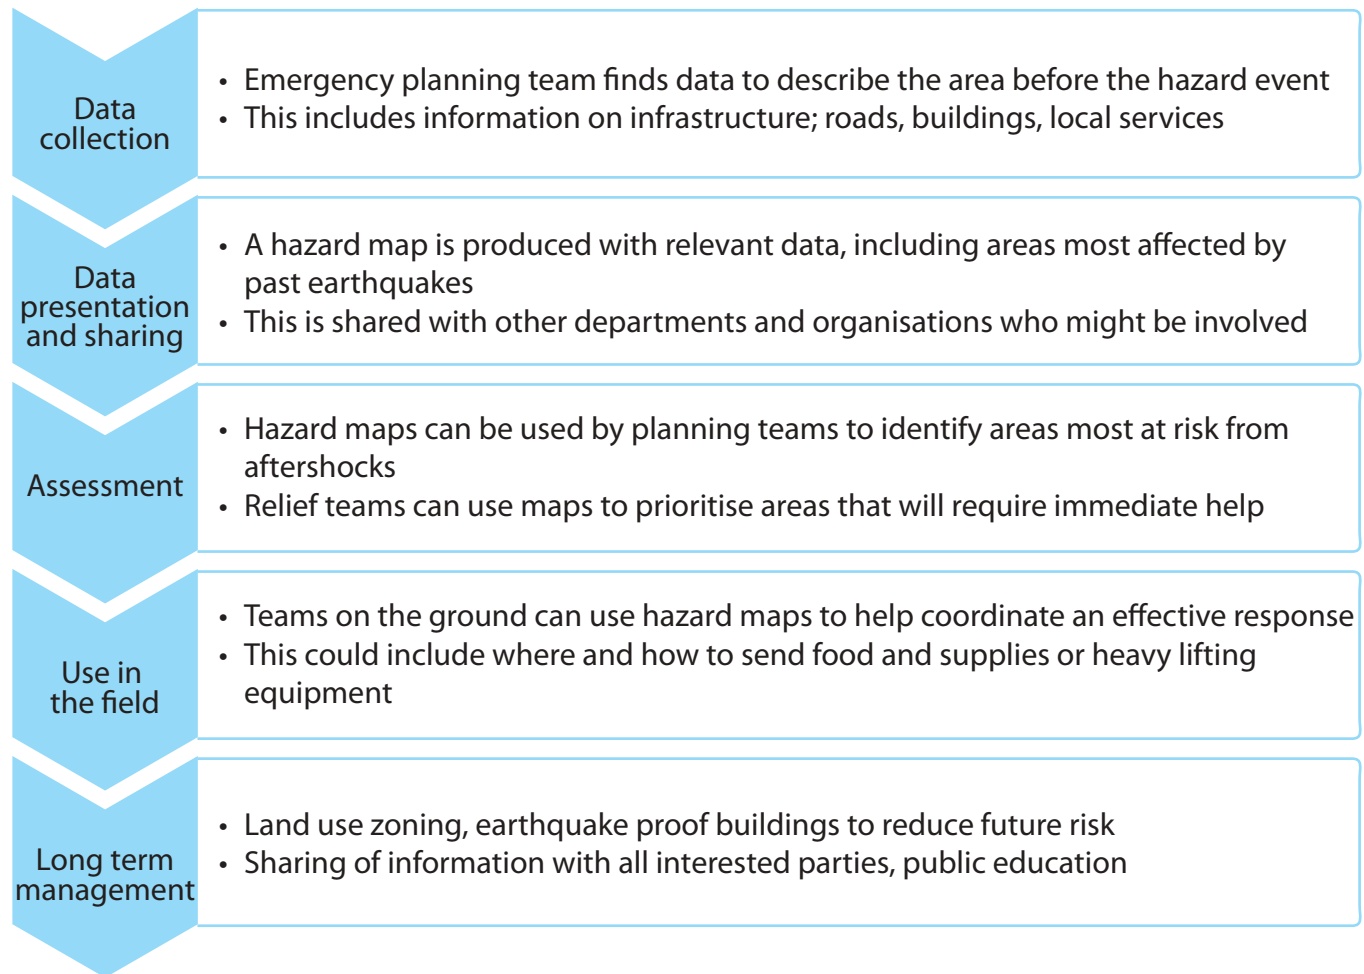 Data
collection
• Emergency planning team finds data to describe the area before the hazard event
• This includes information on infrastructure; roads, buildings, local services
Data
presentation
and sharing
• A hazard map is produced with relevant data, including areas most affected by
past earthquakes
• This is shared with other departments and organisations who might be involved
Assessment
• Hazard maps can be used by planning teams to identify areas most at risk from
aftershocks
• Relief teams can use maps to prioritise areas that will require immediate help
Use in
the field
• Teams on the ground can use hazard maps to help coordinate an effective response
• This could include where and how to send food and supplies or heavy lifting
equipment
Long term
management
• Land use zoning, earthquake proof buildings to reduce future risk
• Sharing of information with all interested parties, public education